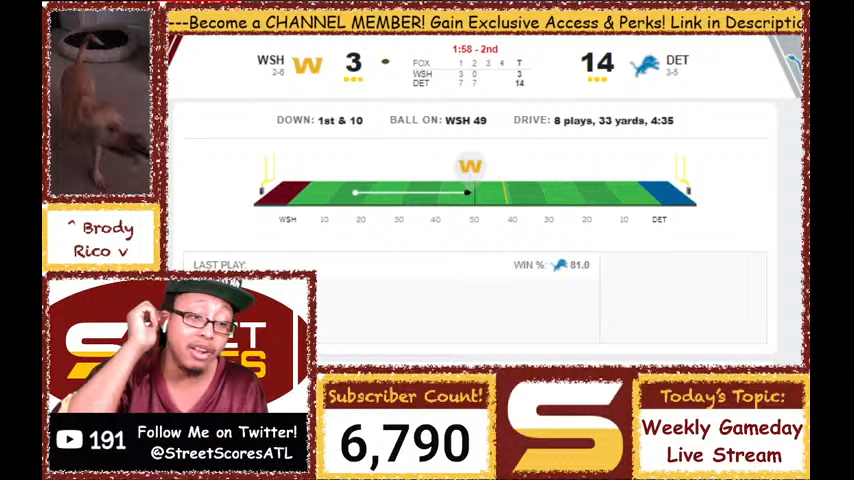 ---Become a CHANNEL MEMBER! Gain Exclusive Access & Perks! Link in Descriptio
1:58 - 2nd
WSH W 3 14 DET
2-6 3-5
FOX 1 2 3 4 T
WSH 3 0 3
DET 7 7 14
DOWN: 1st & 10 BALL ON: WSH 49 DRIVE: 8 plays, 33 yards, 4:35
W
WSH 10 20 30 40 50 40 30 20 10 DET
^ Brody
Rico v
LAST PLAY: WIN %: 81.0
Subscriber Count!
6,790
S
Today's Topic:
Weekly Gameday
Live Stream
191
Follow Me on Twitter!
@StreetScoresATL